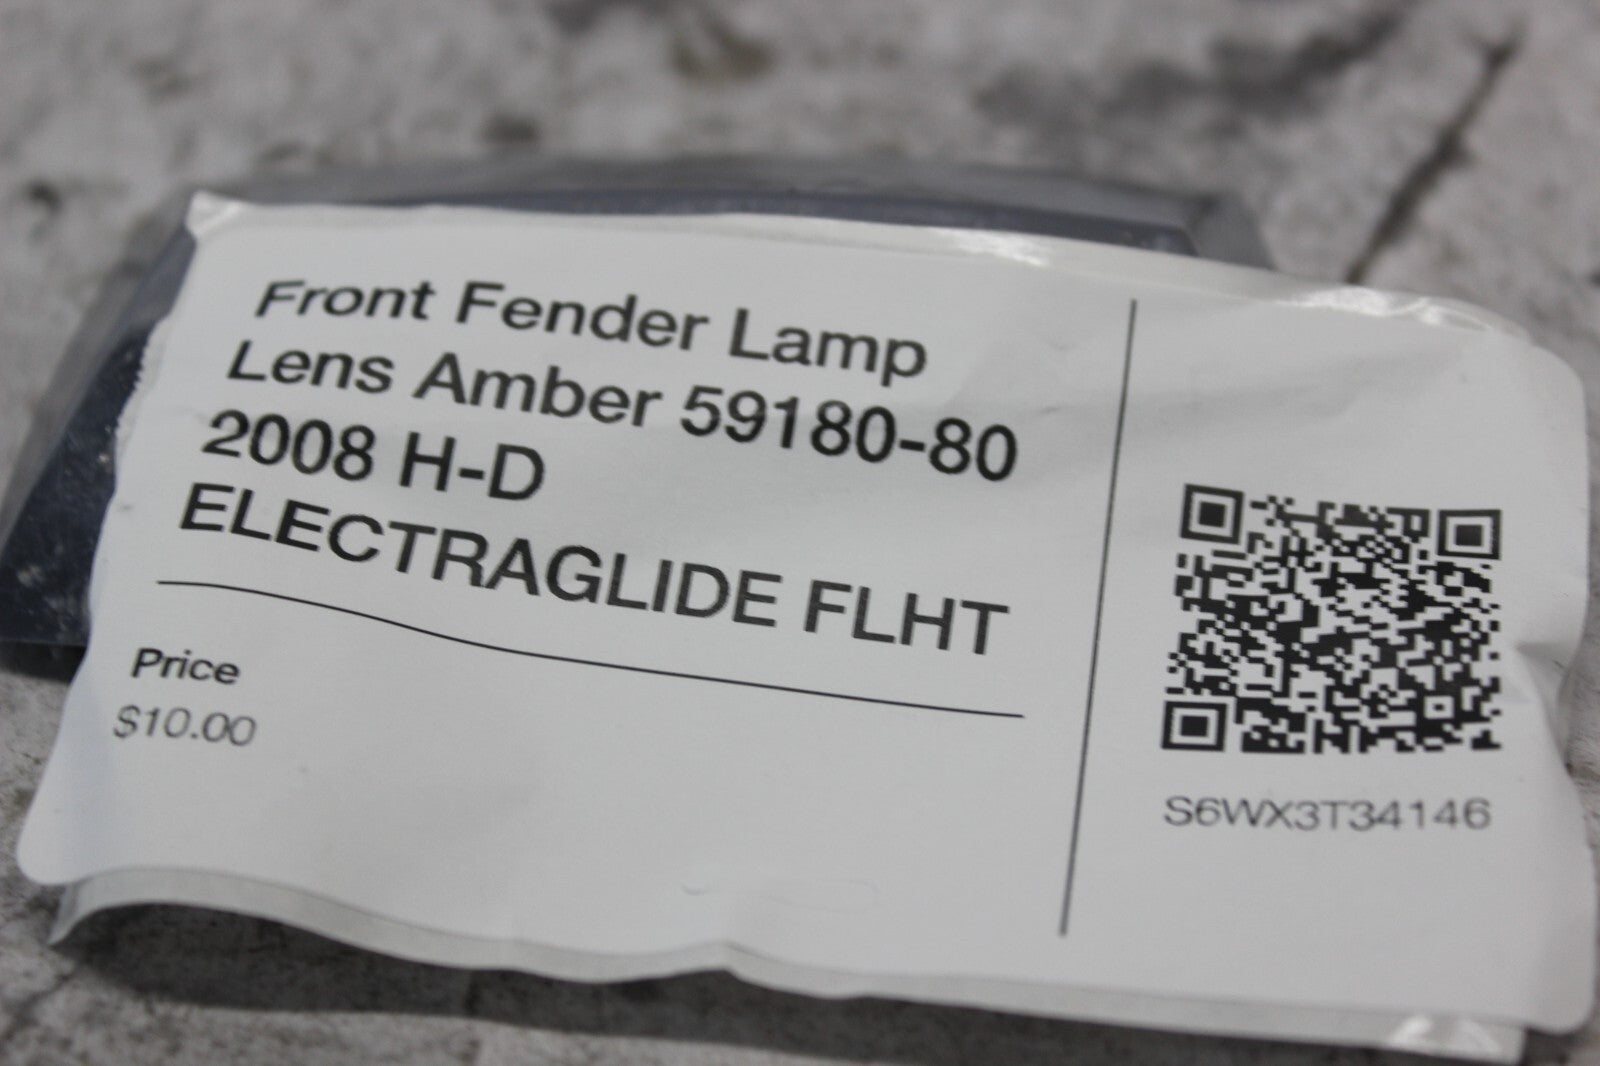 Front Fender Lamp
Lens Amber 59180-80
2008 H-D
ELECTRAGLIDE FLHT
Price
$10.00
S6WX3T34146